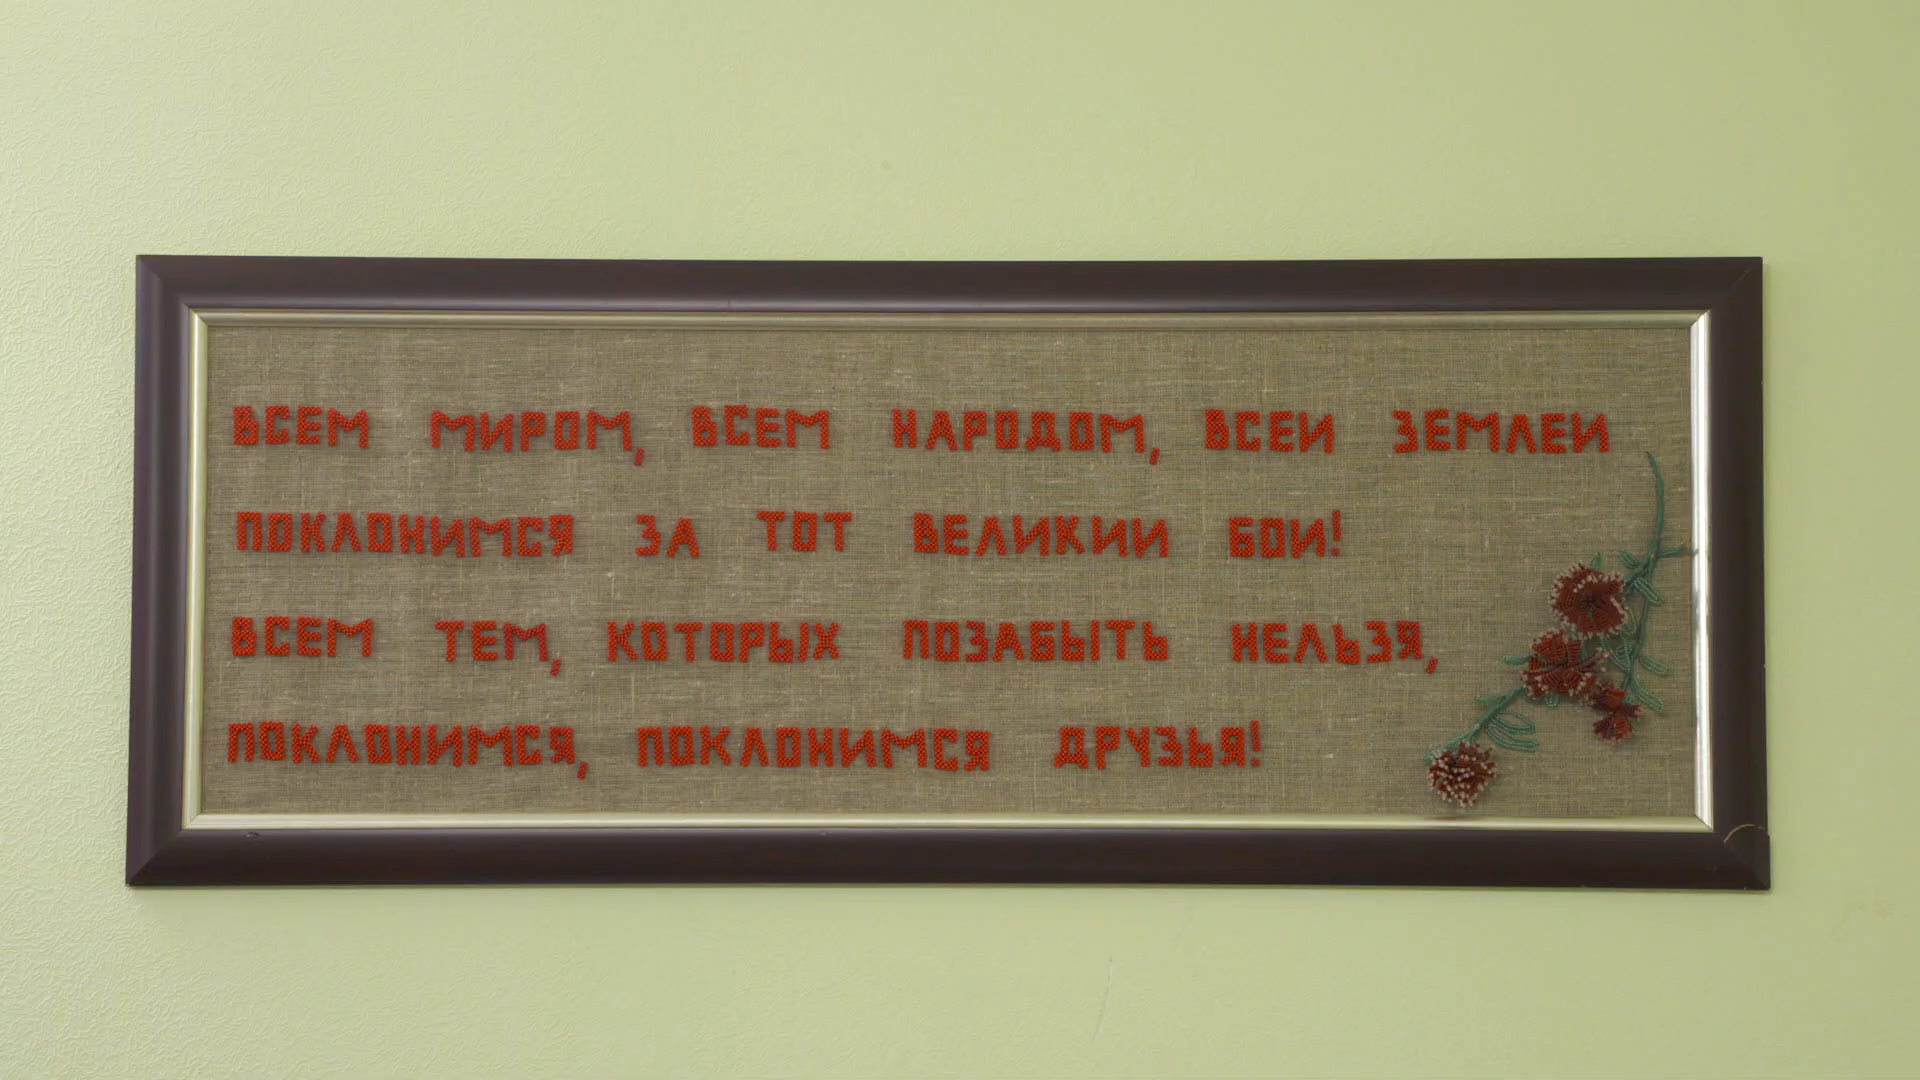 ВСЕМ МИРОМ, ВСЕМ НАРОДОМ, ВСЕИ ЗЕМЛЕИ
ПОКЛОНИМСЯ ЗА ТОТ ВЕЛИКИИ БОИ!
ВСЕМ ТЕМ, КОТОРЫХ ПОЗАБЫТЬ НЕЛЬЗЯ,
ПОКЛОНИМСЯ, ПОКЛОНИМСЯ ДРУЗЬЯ!